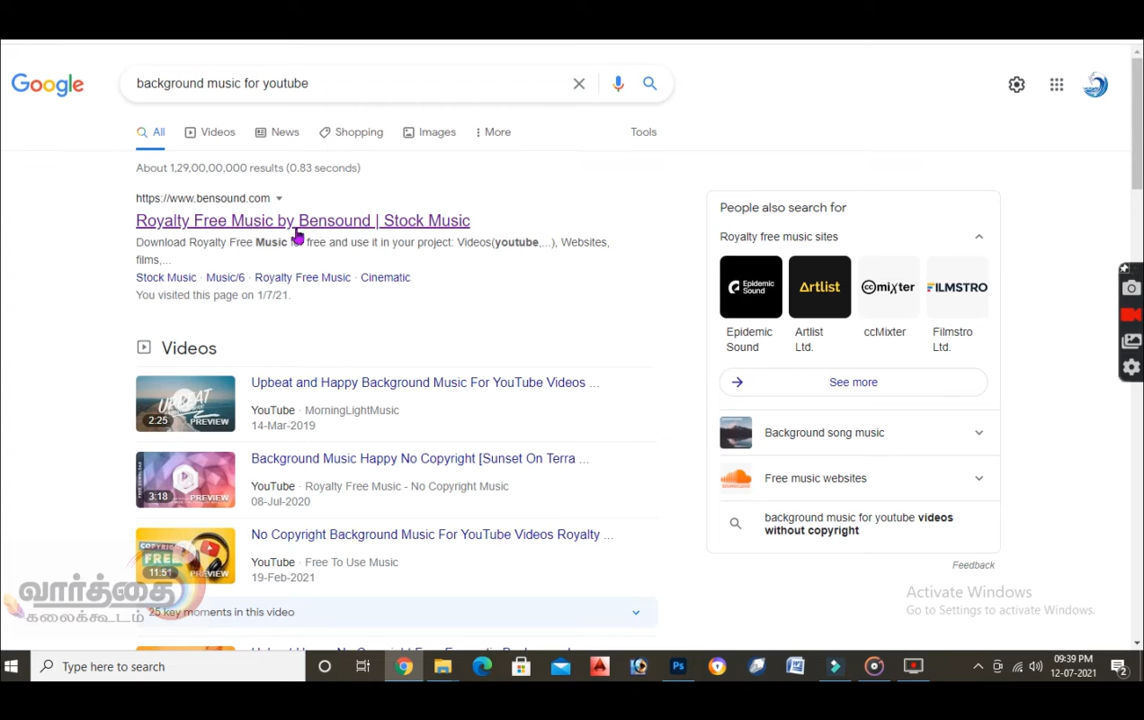 Google
background music for youtube
All
Videos
News
Shopping
Images
More
Tools
About 1,29,00,00,000 results (0.83 seconds)
https://www.bensound.com
Royalty Free Music by Bensound | Stock Music
Download Royalty Free Music for free and use it in your project: Videos(youtube,...), Websites,
films,...
Stock Music · Music/6 · Royalty Free Music · Cinematic
You visited this page on 1/7/21.
Videos
UPBEAT
2:25
PREVIEW
Upbeat and Happy Background Music For YouTube Videos ...
YouTube · MorningLightMusic
14-Mar-2019
3:18
PREVIEW
Background Music Happy No Copyright [Sunset On Terra ...
YouTube · Royalty Free Music - No Copyright Music
08-Jul-2020
COPYRIGHT
FREE
11:51
PREVIEW
No Copyright Background Music For YouTube Videos Royalty ...
YouTube · Free To Use Music
19-Feb-2021
25 key moments in this video
வார்த்தை
கலைக்கூடம்
People also search for
Royalty free music sites
Epidemic
Sound
Artlist
ccmixter
FILMSTRO
Epidemic
Sound
Artlist
Ltd.
ccMixter
Filmstro
Ltd.
See more
Background song music
Free music websites
SOUNDCLOUD
background music for youtube videos
without copyright
Feedback
Activate Windows
Go to Settings to activate Windows.
Type here to search
Ps
09:39 PM
12-07-2021
2